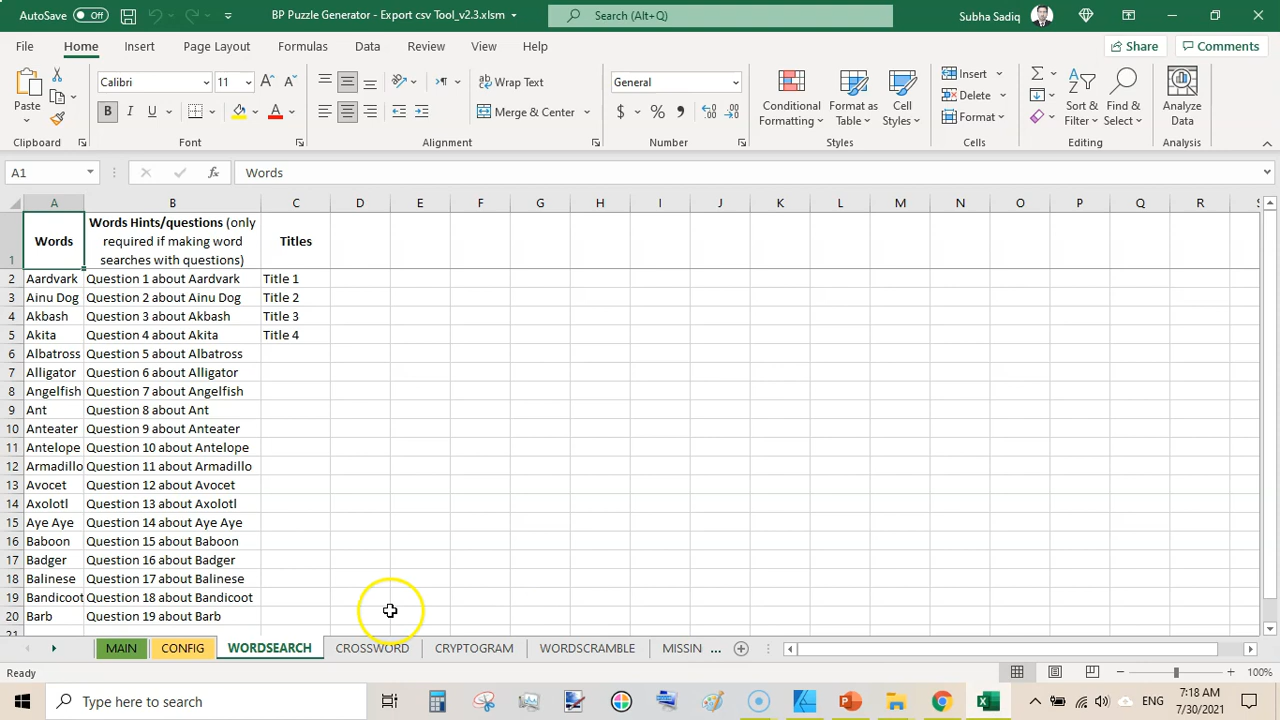 AutoSave Off BP Puzzle Generator - Export csv Tool_v2.3.xlsm Search (Alt+Q) Subha Sadiq
File Home Insert Page Layout Formulas Data Review View Help Share Comments
Paste Calibri 11 Wrap Text General Conditional Formatting Format as Table Cell Styles Insert Sort & Filter Find & Select Analyze Data
B I U Merge & Center $ % Delete
Format
Clipboard Font Alignment Number Styles Cells Editing Analysis
A1 fx Words
A B C D E F G H I J K L M N O P Q R S
1 Words Words Hints/questions (only required if making word searches with questions) Titles
2 Aardvark Question 1 about Aardvark Title 1
3 Ainu Dog Question 2 about Ainu Dog Title 2
4 Akbash Question 3 about Akbash Title 3
5 Akita Question 4 about Akita Title 4
6 Albatross Question 5 about Albatross
7 Alligator Question 6 about Alligator
8 Angelfish Question 7 about Angelfish
9 Ant Question 8 about Ant
10 Anteater Question 9 about Anteater
11 Antelope Question 10 about Antelope
12 Armadillo Question 11 about Armadillo
13 Avocet Question 12 about Avocet
14 Axolotl Question 13 about Axolotl
15 Aye Aye Question 14 about Aye Aye
16 Baboon Question 15 about Baboon
17 Badger Question 16 about Badger
18 Balinese Question 17 about Balinese
19 Bandicoot Question 18 about Bandicoot
20 Barb Question 19 about Barb
21
MAIN CONFIG WORDSEARCH CROSSWORD CRYPTOGRAM WORDSCRAMBLE MISSIN ...
Ready 100%
Type here to search ENG 7:18 AM
7/30/2021